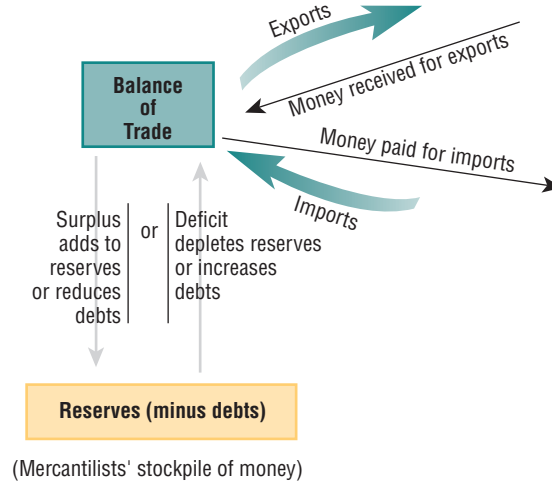 Exports
Money received for exports
Balance
of
Trade
Money paid for imports
Imports
Surplus
adds to
reserves
or reduces
debts
or
Deficit
depletes reserves
or increases
debts
Reserves (minus debts)
(Mercantilists' stockpile of money)